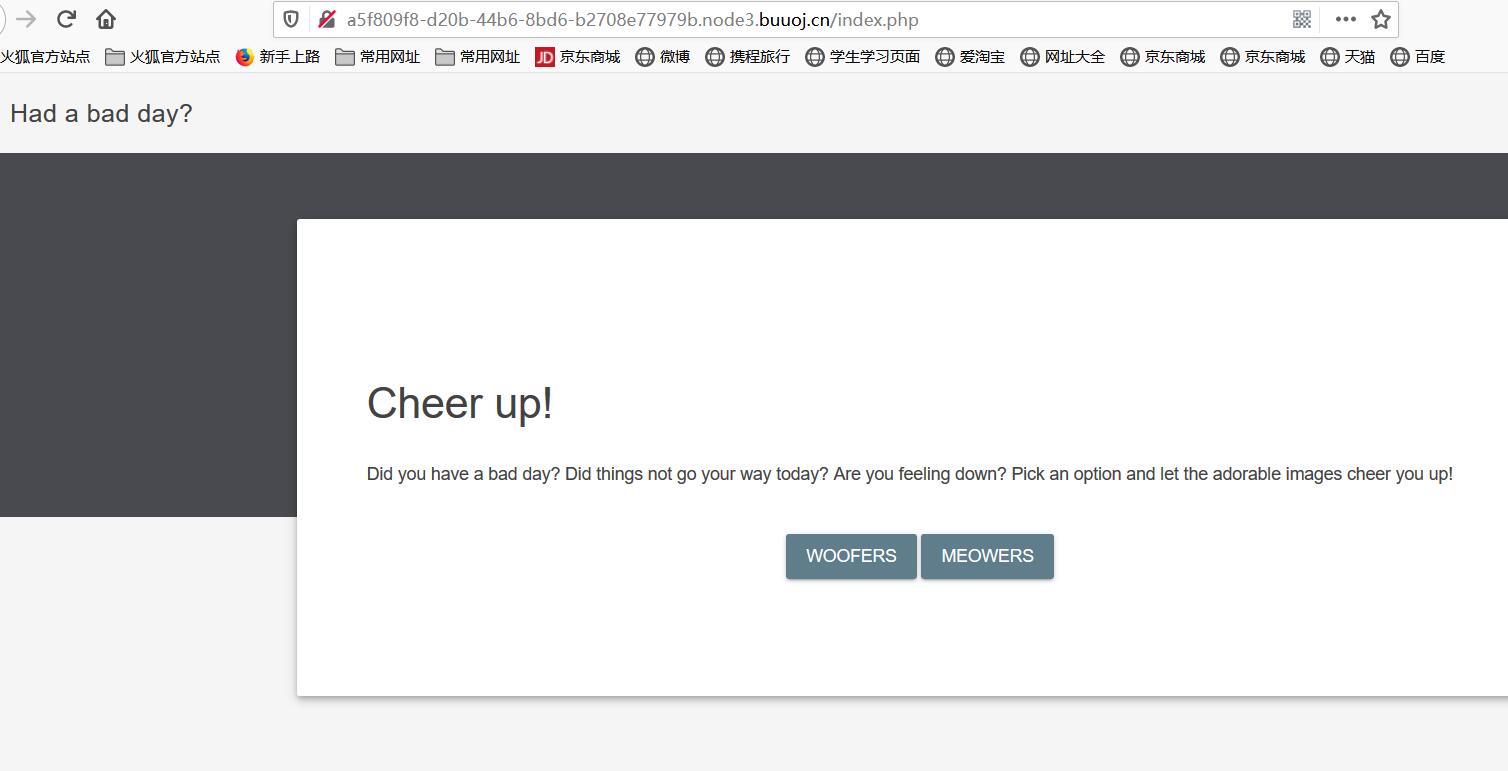 a5f809f8-d20b-44b6-8bd6-b2708e77979b.node3.buuoj.cn/index.php
火狐官方站点 火狐官方站点 新手上路 常用网址 常用网址 JD 京东商城 微博 携程旅行 学生学习页面 爱淘宝 网址大全 京东商城 京东商城 天猫 百度
Had a bad day?
Cheer up!
Did you have a bad day? Did things not go your way today? Are you feeling down? Pick an option and let the adorable images cheer you up!
WOOFERS MEOWERS